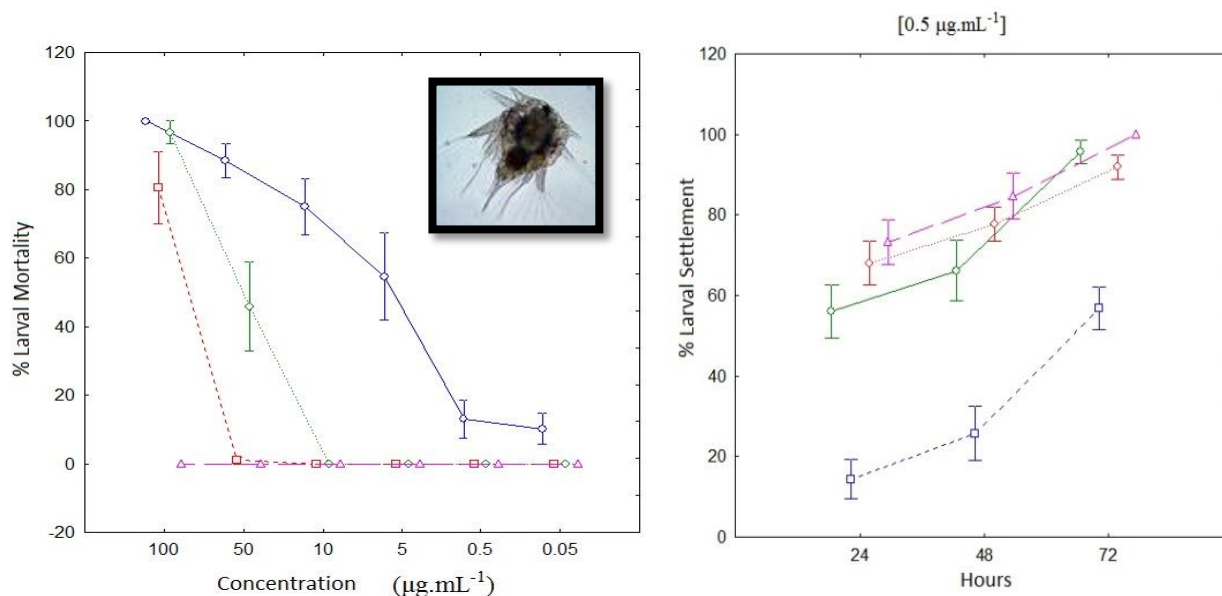 120
100
80
60
40
20
0
-20
% Larval Mortality
100 50 10 5 0.5 0.05
Concentration (µg.mL⁻¹)
[0.5 µg.mL⁻¹]
120
100
80
60
40
20
0
% Larval Settlement
24 48 72
Hours